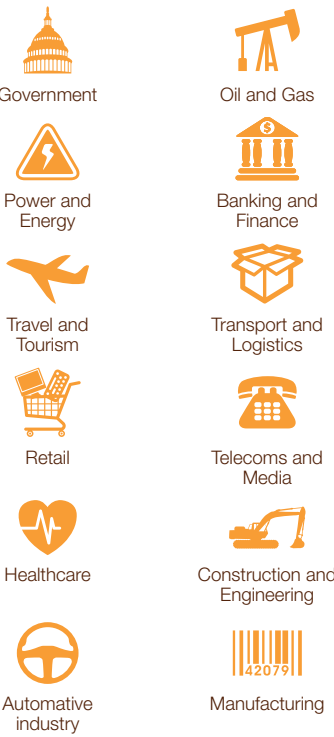 Government
Oil and Gas
$
Power and
Energy
Banking and
Finance
Travel and
Tourism
Transport and
Logistics
Retail
Telecoms and
Media
Healthcare
Construction and
Engineering
42079
Automative
industry
Manufacturing